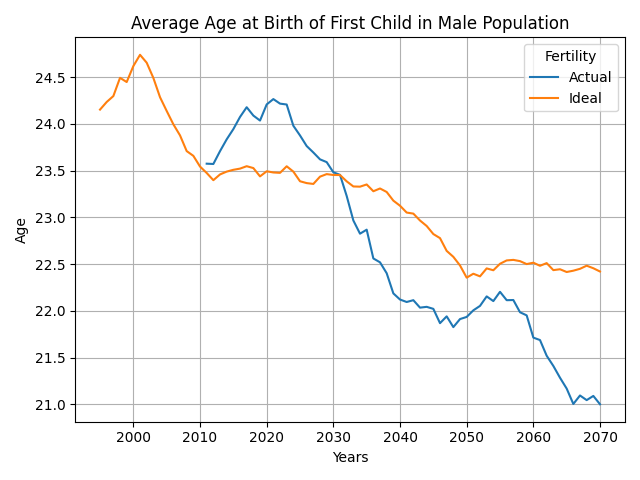 Average Age at Birth of First Child in Male Population
Fertility
Actual
Ideal
Age
24.5
24.0
23.5
23.0
22.5
22.0
21.5
21.0
2000 2010 2020 2030 2040 2050 2060 2070
Years